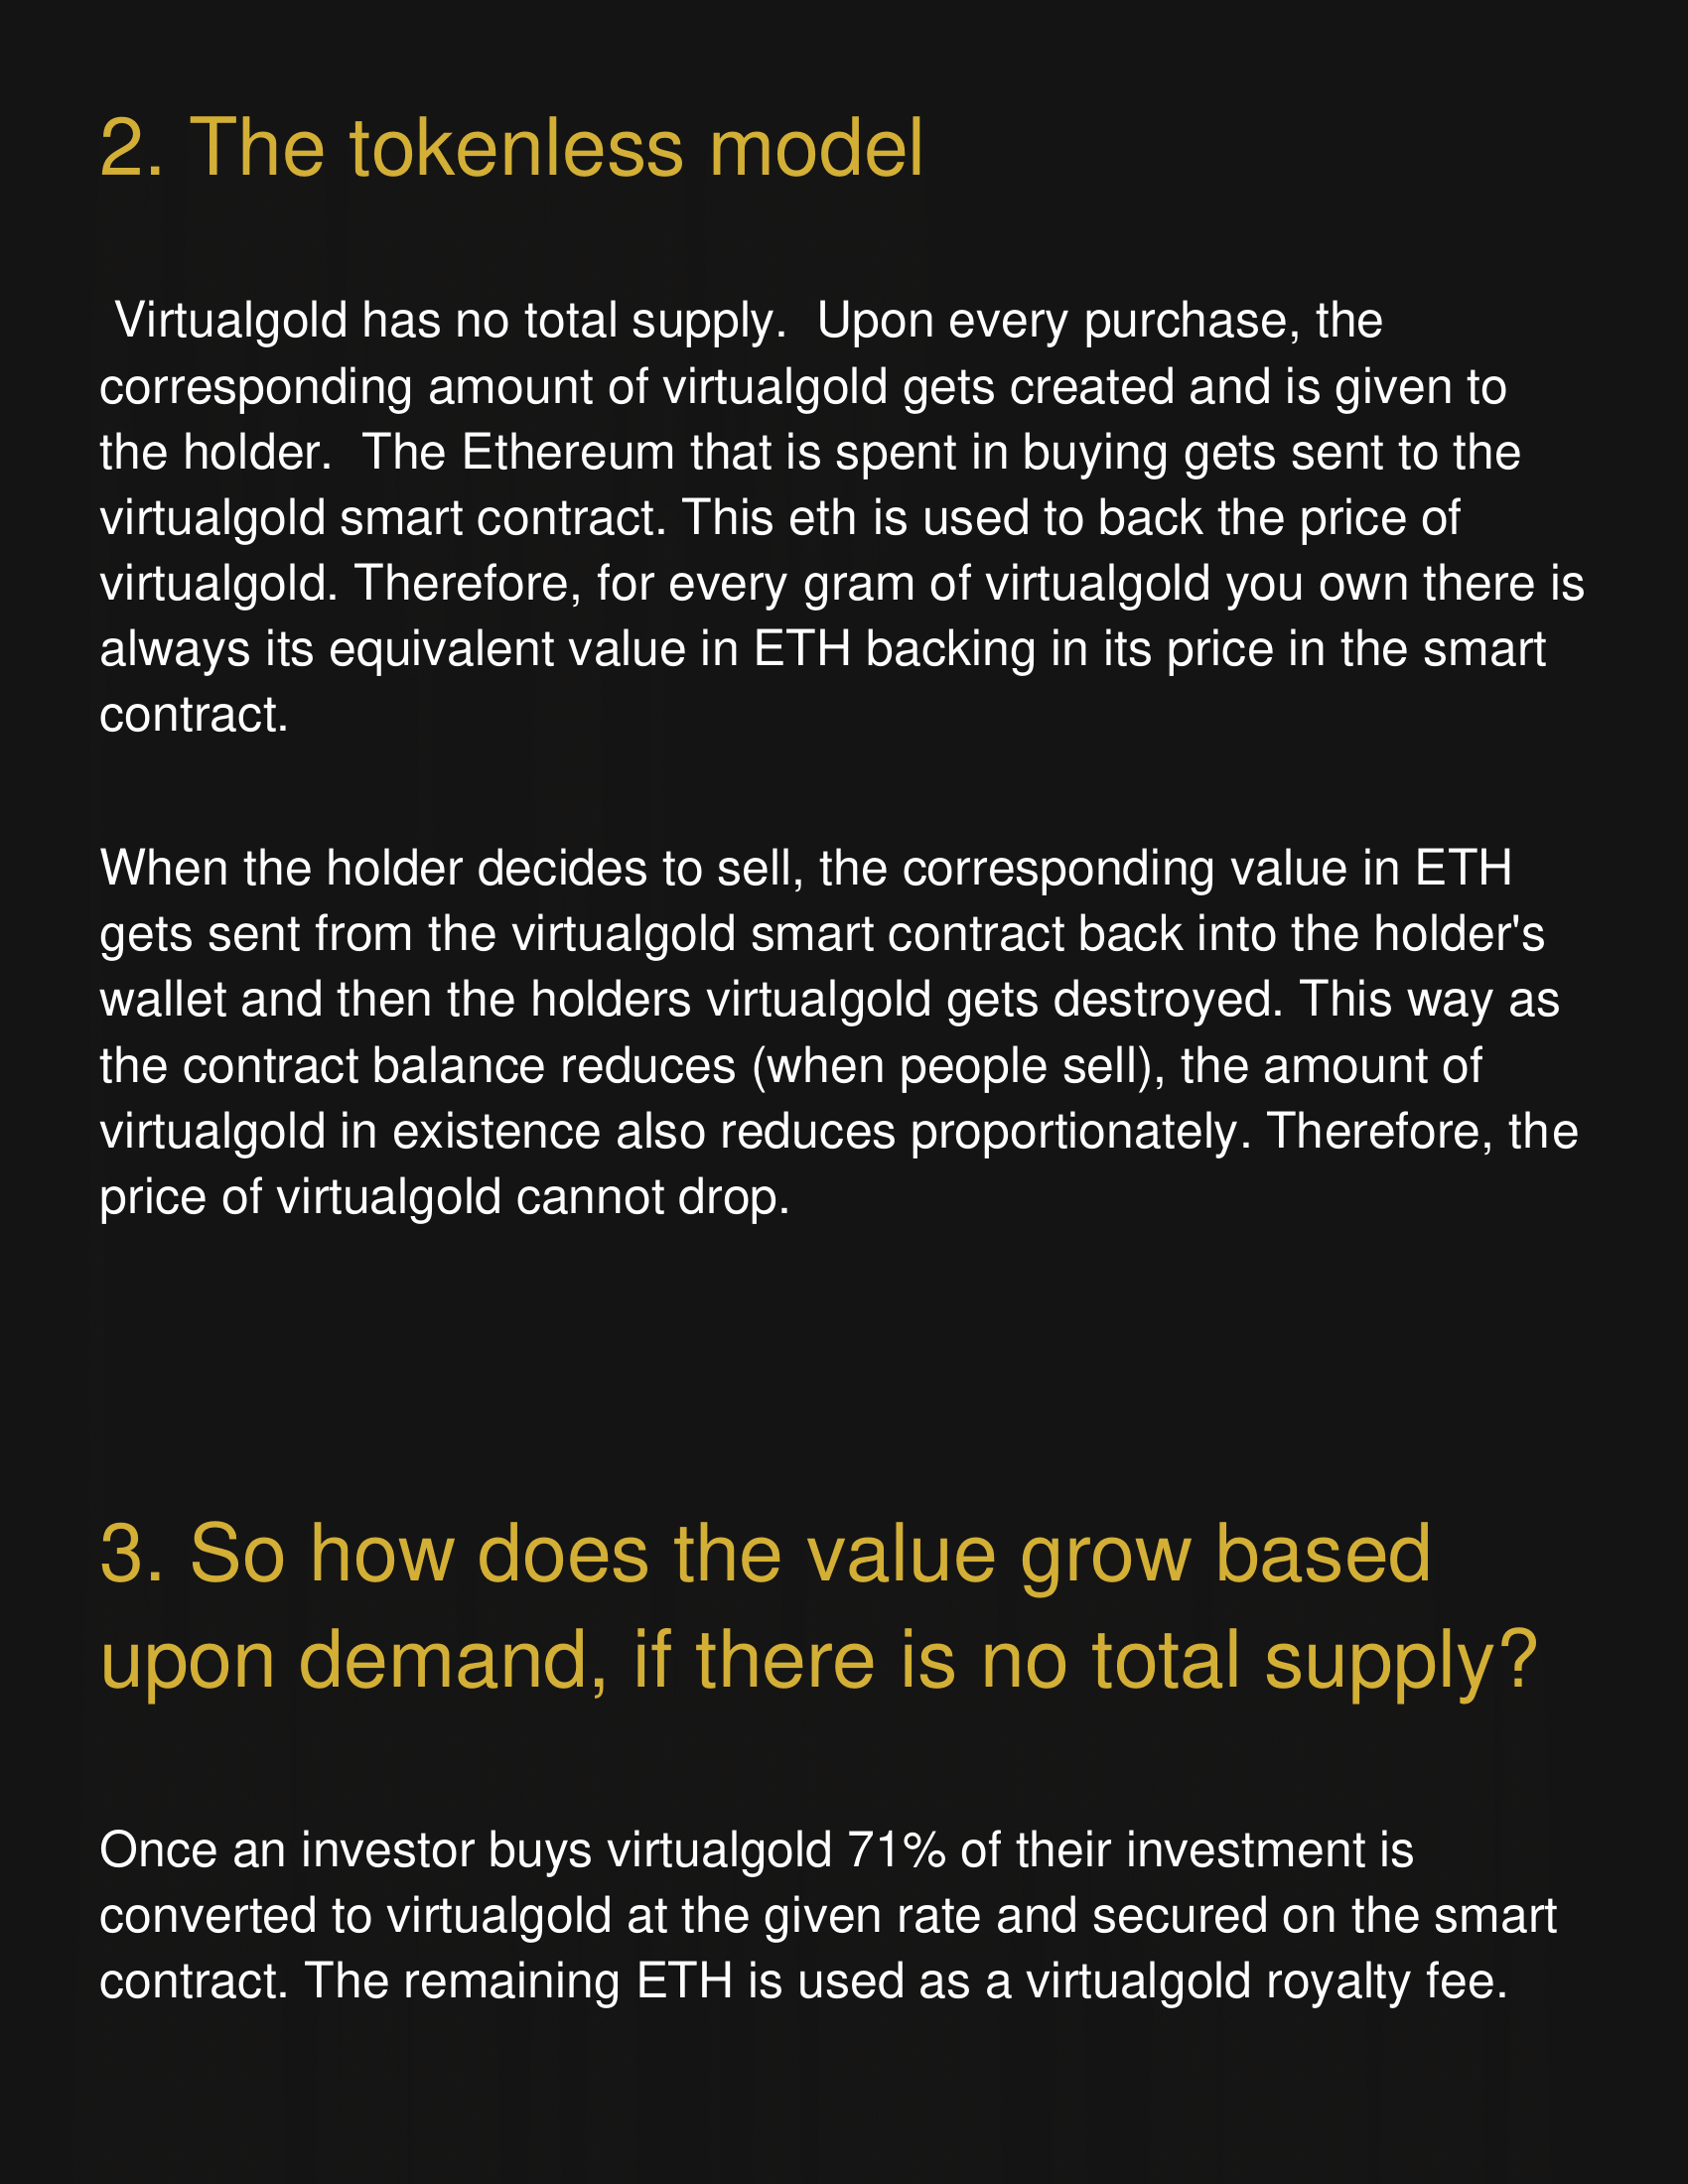 2. The tokenless model
Virtualgold has no total supply.  Upon every purchase, the
corresponding amount of virtualgold gets created and is given to
the holder.  The Ethereum that is spent in buying gets sent to the
virtualgold smart contract. This eth is used to back the price of
virtualgold. Therefore, for every gram of virtualgold you own there is
always its equivalent value in ETH backing in its price in the smart
contract.
When the holder decides to sell, the corresponding value in ETH
gets sent from the virtualgold smart contract back into the holder's
wallet and then the holders virtualgold gets destroyed. This way as
the contract balance reduces (when people sell), the amount of
virtualgold in existence also reduces proportionately. Therefore, the
price of virtualgold cannot drop.
3. So how does the value grow based
upon demand, if there is no total supply?
Once an investor buys virtualgold 71% of their investment is
converted to virtualgold at the given rate and secured on the smart
contract. The remaining ETH is used as a virtualgold royalty fee.